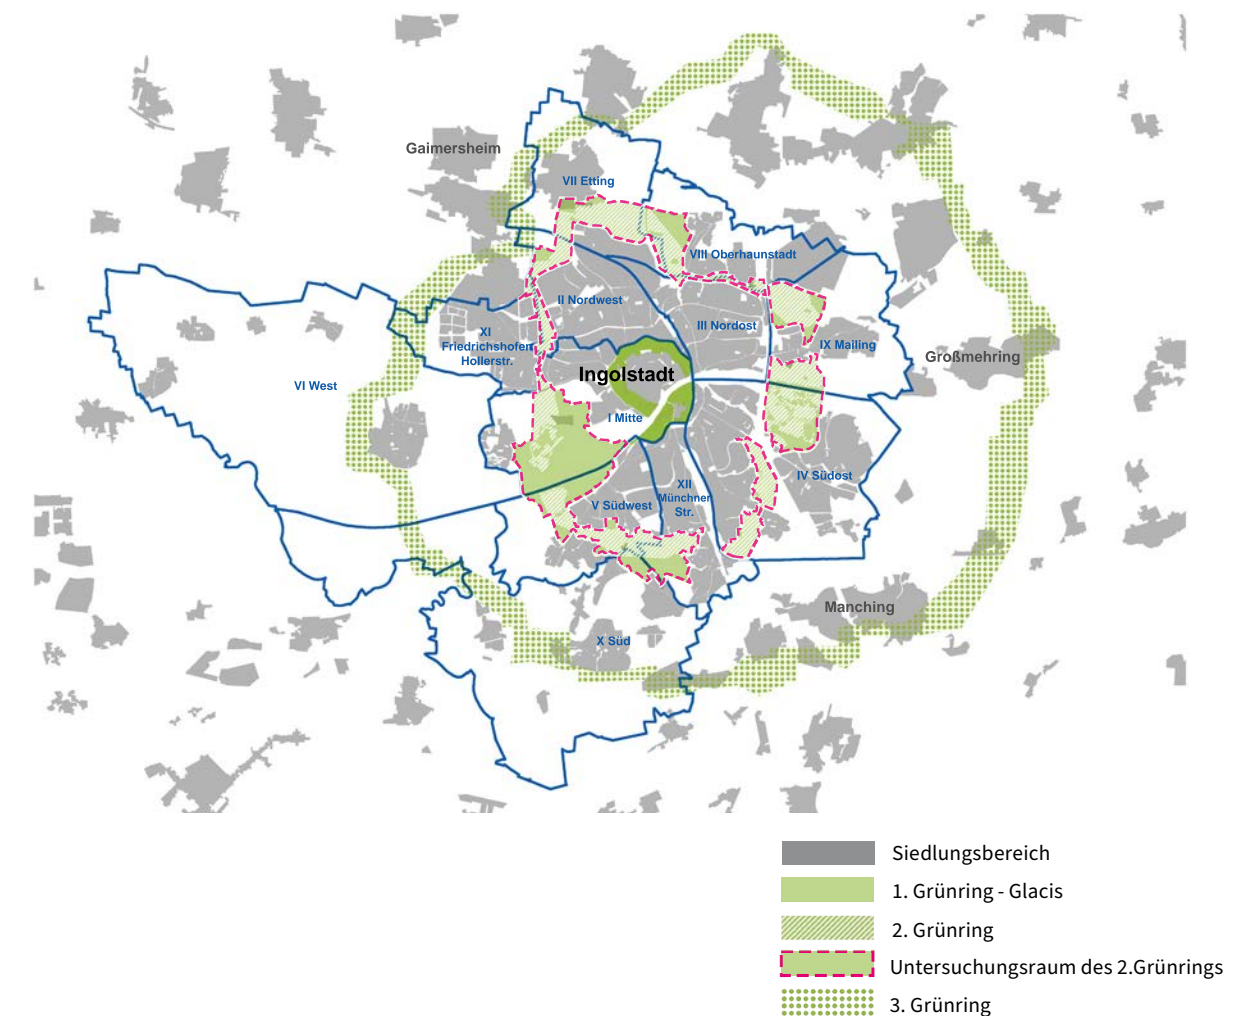 Gaimersheim
VII Etting
VIII Oberhaunstadt
II Nordwest
III Nordost
XI
Friedrichshofen
Hollerstr.
IX Mailing
Großmehring
Ingolstadt
VI West
I Mitte
IV Südost
XII
Münchner
Str.
V Südwest
Manching
X Süd
Siedlungsbereich
1. Grünring - Glacis
2. Grünring
Untersuchungsraum des 2.Grünrings
3. Grünring